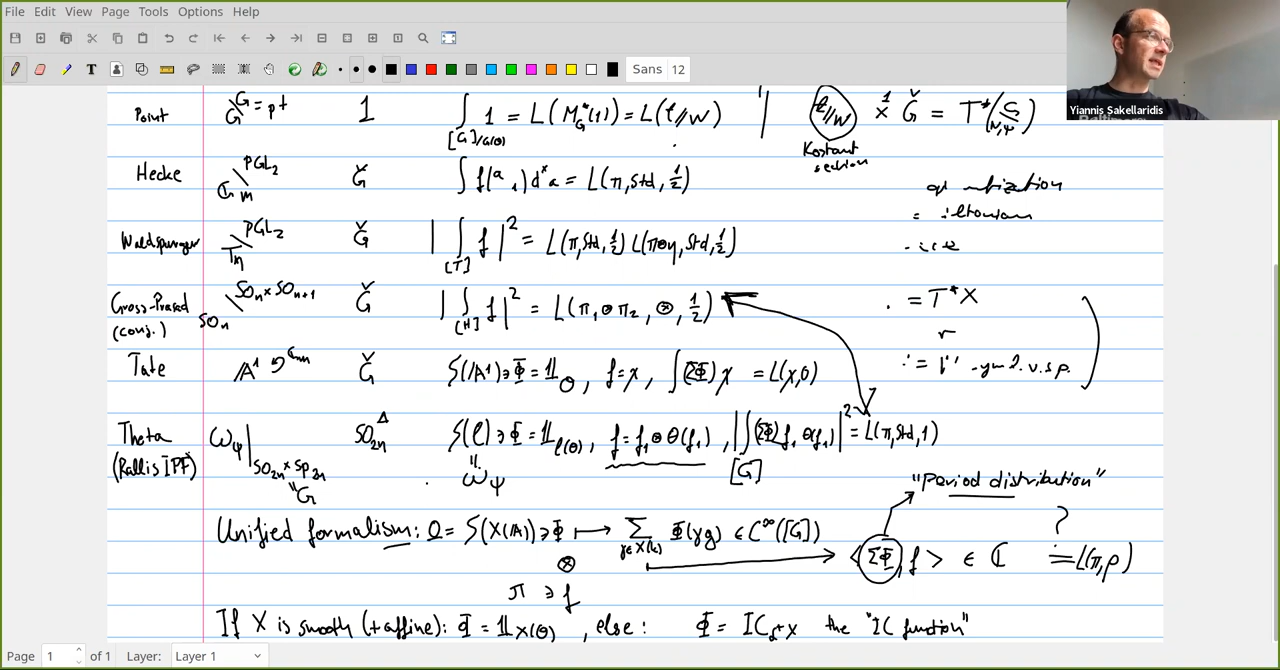 File Edit View Page Tools Options Help
Sans 12
Yiannis Sakellaridis
Point G\G = pt 1 ∫_{[G]/G(O)} 1 = L(M_G^*(1)) = L(t//W) t//W × Ǧ = T*(
Kostant section
Hecke G_m\PGL_2 Ǧ ∫ f(a 1) d^×a = L(π, Std, 1/2)
Waldspurger T_η\PGL_2 Ǧ |∫_{[T]} f|^2 = L(π, Std, 1/2) L(π⊗η, Std, 1/2)
Gross-Prasad (conj.) SO_n\SO_n×SO_{n+1} Ǧ |∫_{[H]} f|^2 = L(π_1⊗π_2, ⊗, 1/2) = T*X
Tate A^1 ↺ G_m Ǧ S(A^1) ∋ Φ = 1_O, f = χ, ∫(ΣΦ)χ = L(χ, 0)
Theta (Rallis IPF) ω_ψ|_{SO_{2n}×Sp_{2n}} "G SO_{2n}^Δ S(ℓ) ∋ Φ = 1_{ℓ(O)}, f = f_1⊗θ(f_1), |∫_{[G]}(ΣΦ) f_1 θ(f_1)|^2 = L(π, Std, 1)
ω_ψ
"Period distribution"
Unified formalism: Θ = S(X(A)) ∋ Φ ⟼ Σ_{γ∈X(k)} Φ(γg) ∈ C^∞([G])
⊗ ⟨ΣΦ, f⟩ ∈ C ?= L(π, ρ)
π ∋ f
If X is smooth (+affine): Φ = 1_{X(O)}, else: Φ = IC_{L^+X} the "IC function"
Page 1 of 1 Layer: Layer 1